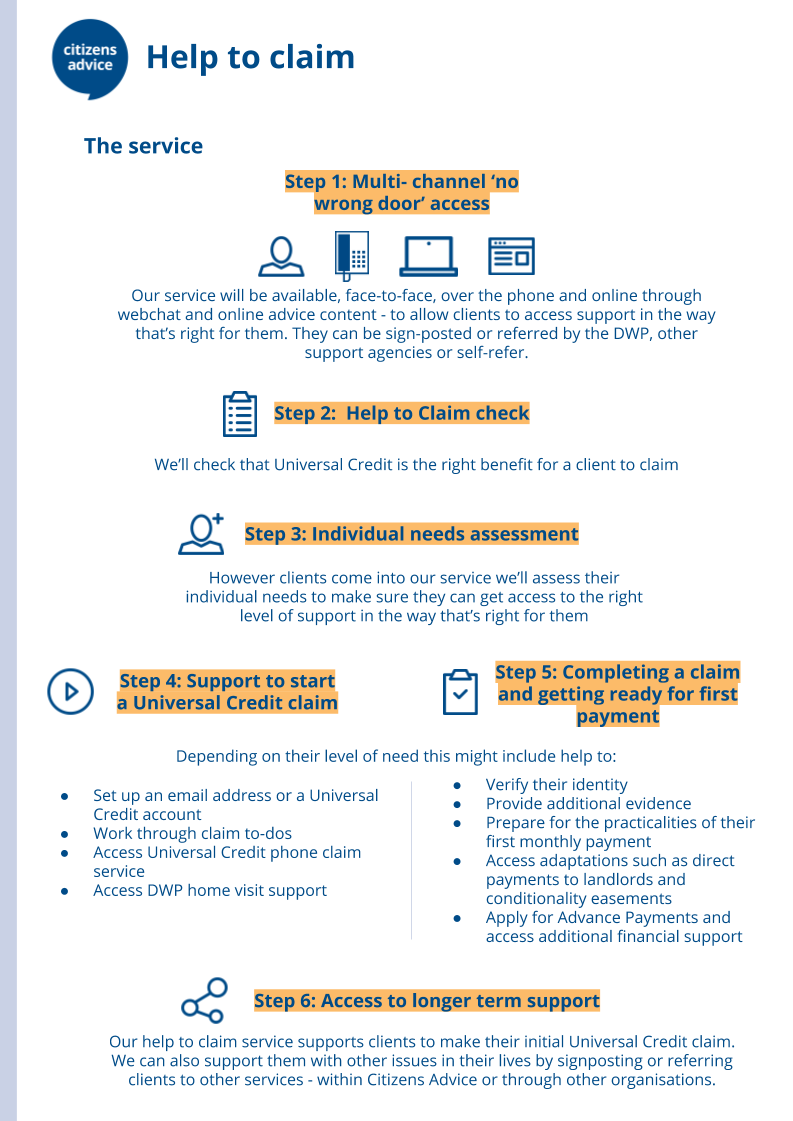 citizens
advice
Help to claim
The service
Step 1: Multi- channel ‘no
wrong door’ access
Our service will be available, face-to-face, over the phone and online through
webchat and online advice content - to allow clients to access support in the way
that’s right for them. They can be sign-posted or referred by the DWP, other
support agencies or self-refer.
Step 2:  Help to Claim check
We’ll check that Universal Credit is the right benefit for a client to claim
Step 3: Individual needs assessment
However clients come into our service we’ll assess their
individual needs to make sure they can get access to the right
level of support in the way that’s right for them
Step 4: Support to start
a Universal Credit claim
Step 5: Completing a claim
and getting ready for first
payment
Depending on their level of need this might include help to:
● Set up an email address or a Universal
Credit account
● Work through claim to-dos
● Access Universal Credit phone claim
service
● Access DWP home visit support
● Verify their identity
● Provide additional evidence
● Prepare for the practicalities of their
first monthly payment
● Access adaptations such as direct
payments to landlords and
conditionality easements
● Apply for Advance Payments and
access additional financial support
Step 6: Access to longer term support
Our help to claim service supports clients to make their initial Universal Credit claim.
We can also support them with other issues in their lives by signposting or referring
clients to other services - within Citizens Advice or through other organisations.